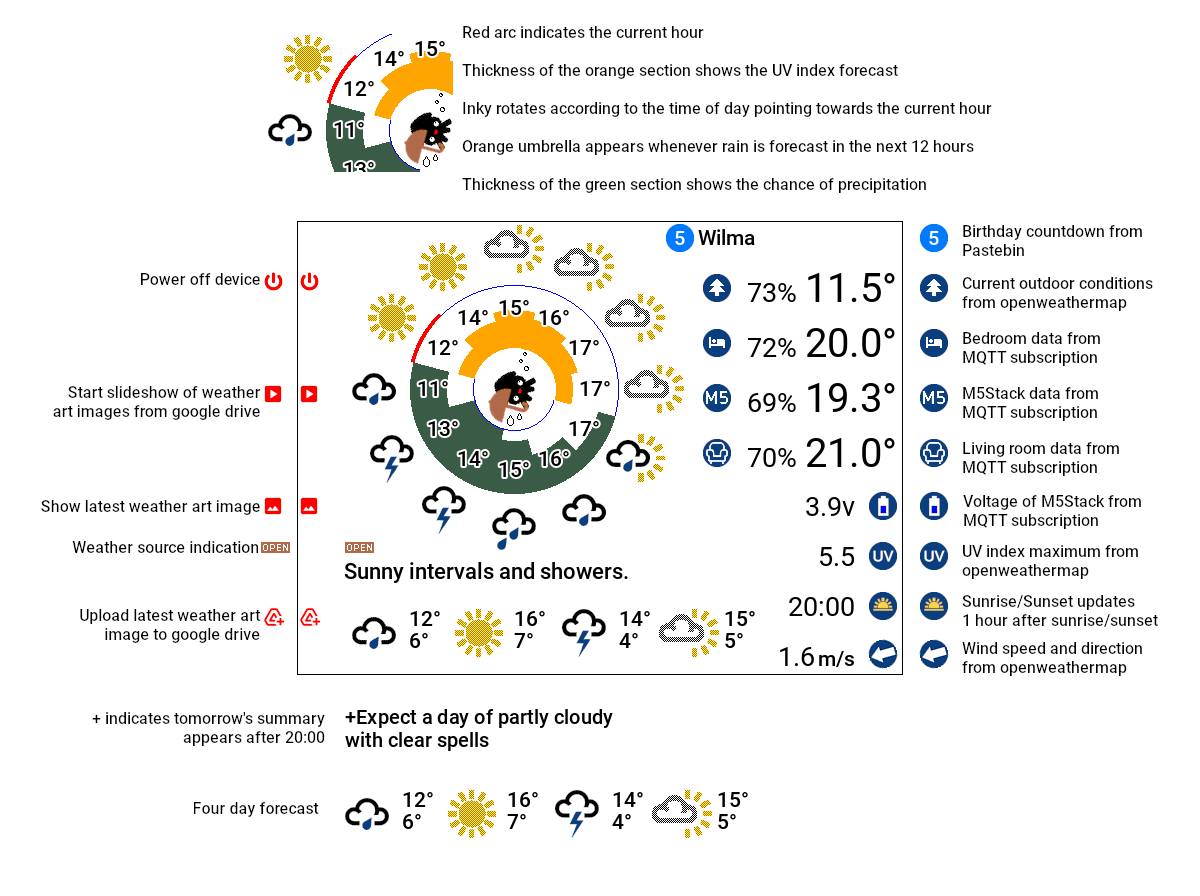 Red arc indicates the current hour
Thickness of the orange section shows the UV index forecast
Inky rotates according to the time of day pointing towards the current hour
Orange umbrella appears whenever rain is forecast in the next 12 hours
Thickness of the green section shows the chance of precipitation
15°
14°
12°
11°
13°
Power off device
Start slideshow of weather
art images from google drive
Show latest weather art image
Weather source indication OPEN
Upload latest weather art
image to google drive
15°
14° 16°
12° 17°
11° 17°
13° 17°
14° 16°
15°
OPEN
Sunny intervals and showers.
12° 16° 14° 15°
6° 7° 4° 5°
5 Wilma
73% 11.5°
72% 20.0°
M5 69% 19.3°
70% 21.0°
3.9v
5.5 UV
20:00
1.6 m/s
5 Birthday countdown from
Pastebin
Current outdoor conditions
from openweathermap
Bedroom data from
MQTT subscription
M5 M5Stack data from
MQTT subscription
Living room data from
MQTT subscription
Voltage of M5Stack from
MQTT subscription
UV UV index maximum from
openweathermap
Sunrise/Sunset updates
1 hour after sunrise/sunset
Wind speed and direction
from openweathermap
+ indicates tomorrow's summary
appears after 20:00
+Expect a day of partly cloudy
with clear spells
Four day forecast
12° 16° 14° 15°
6° 7° 4° 5°